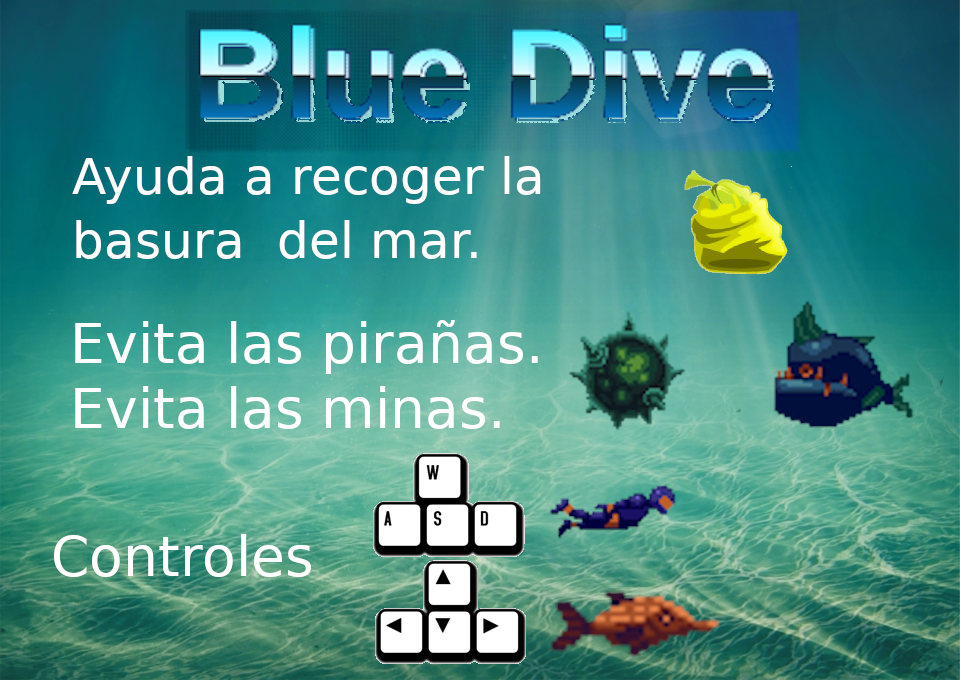 Blue Dive
Ayuda a recoger la
basura  del mar.
Evita las pirañas.
Evita las minas.
W
A S D
Controles
▲
◄ ▼ ►